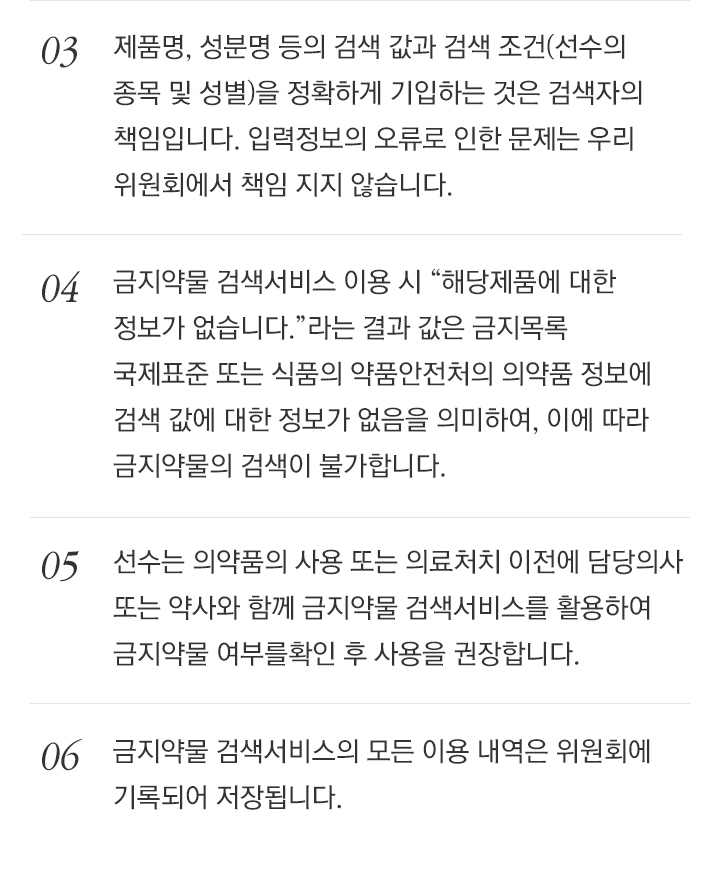 03
제품명, 성분명 등의 검색 값과 검색 조건(선수의
종목 및 성별)을 정확하게 기입하는 것은 검색자의
책임입니다. 입력정보의 오류로 인한 문제는 우리
위원회에서 책임 지지 않습니다.
04
금지약물 검색서비스 이용 시 “해당제품에 대한
정보가 없습니다.”라는 결과 값은 금지목록
국제표준 또는 식품의 약품안전처의 의약품 정보에
검색 값에 대한 정보가 없음을 의미하여, 이에 따라
금지약물의 검색이 불가합니다.
05
선수는 의약품의 사용 또는 의료처치 이전에 담당의사
또는 약사와 함께 금지약물 검색서비스를 활용하여
금지약물 여부를확인 후 사용을 권장합니다.
06
금지약물 검색서비스의 모든 이용 내역은 위원회에
기록되어 저장됩니다.